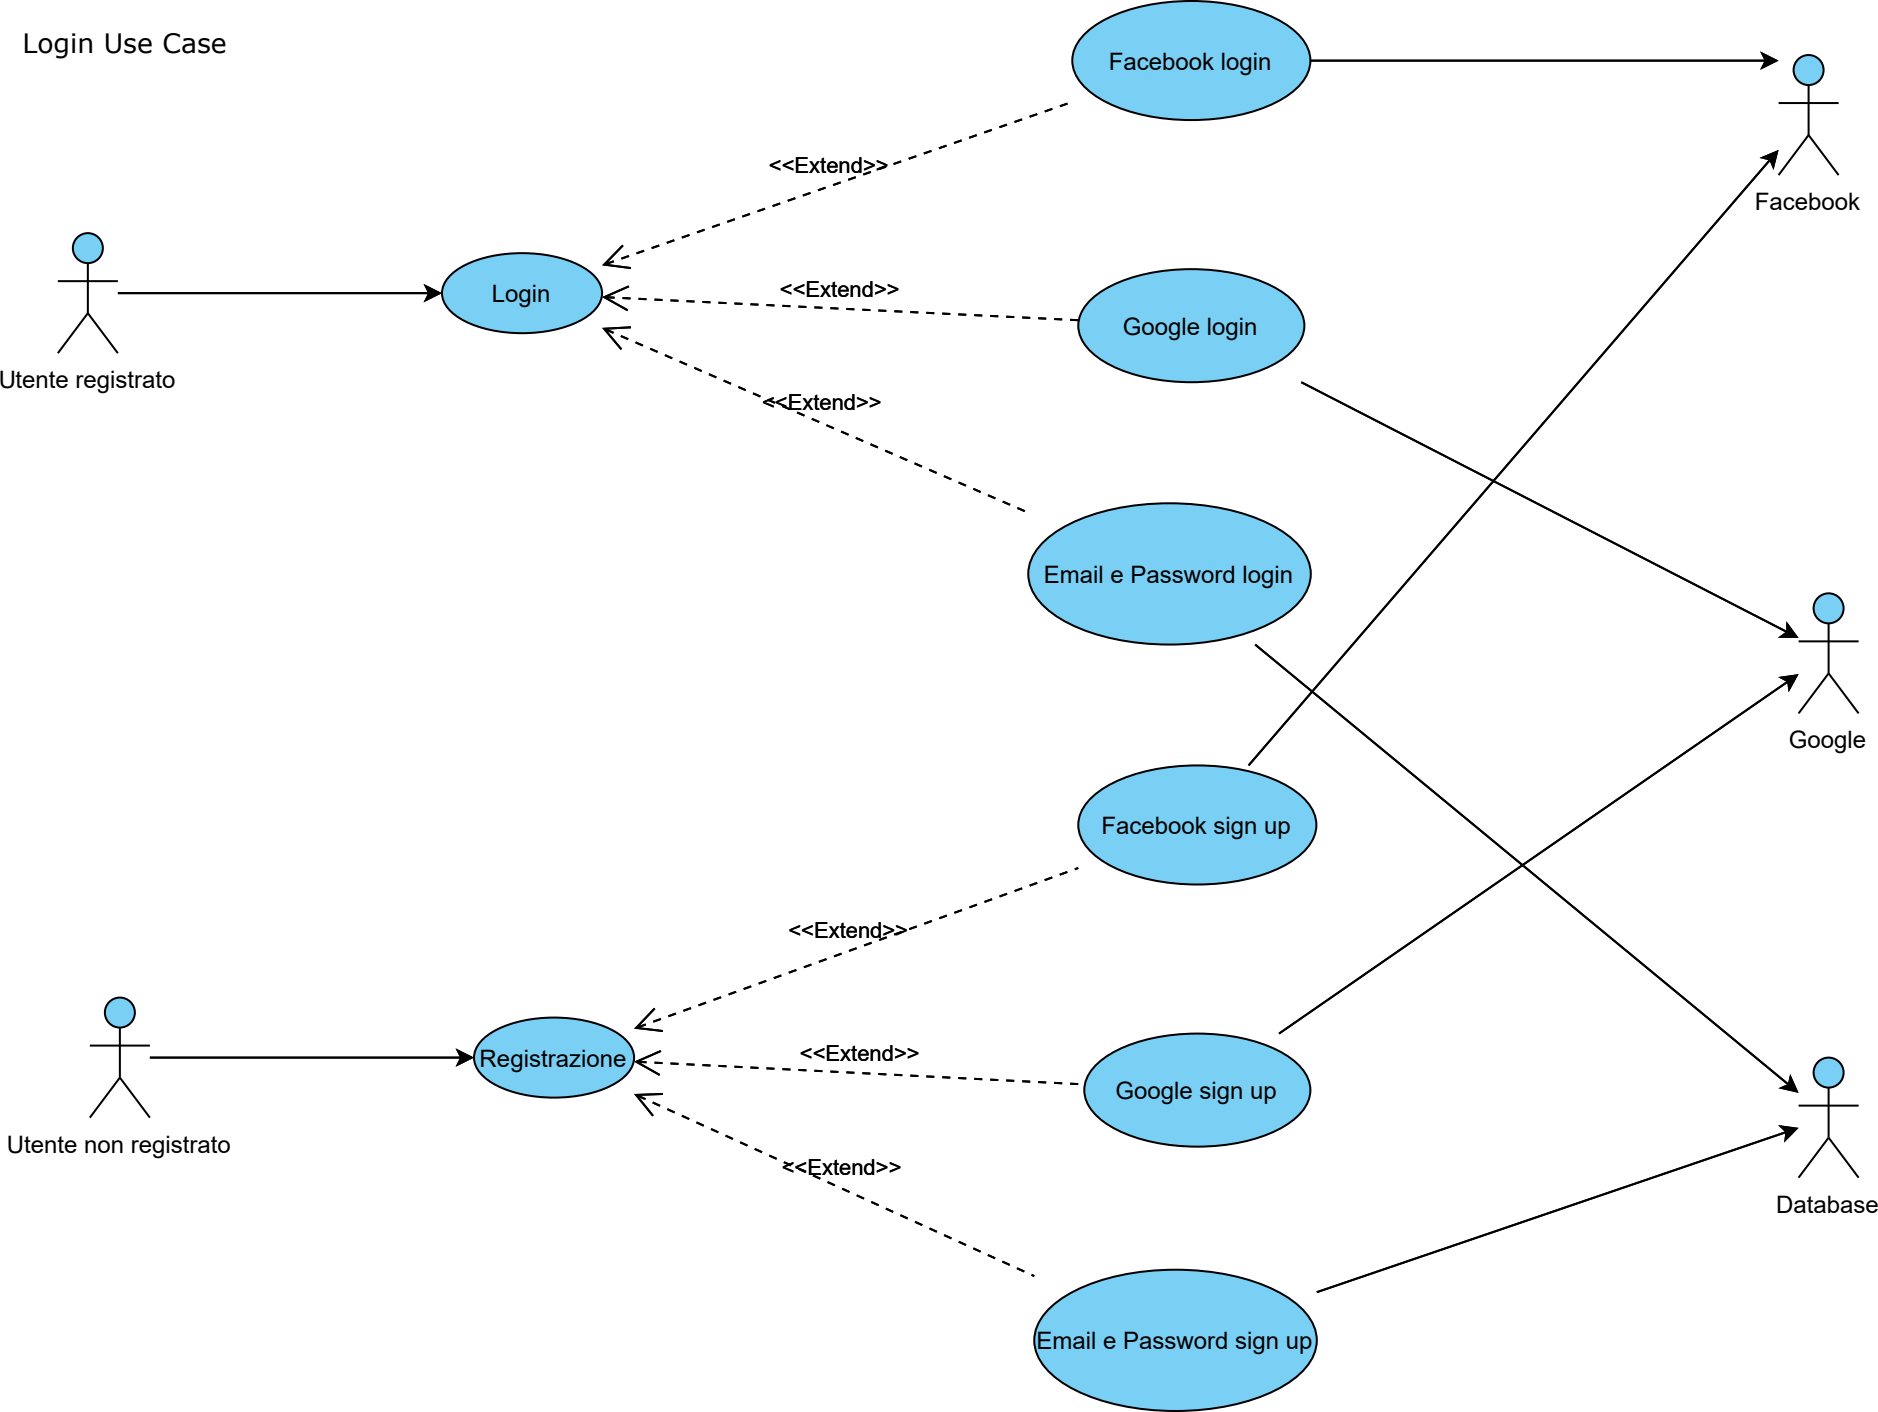 Login Use Case
Facebook login
Facebook
<<Extend>>
Login
<<Extend>>
Google login
Utente registrato
<<Extend>>
Email e Password login
Google
Facebook sign up
<<Extend>>
Registrazione
<<Extend>>
Google sign up
Utente non registrato
<<Extend>>
Database
Email e Password sign up